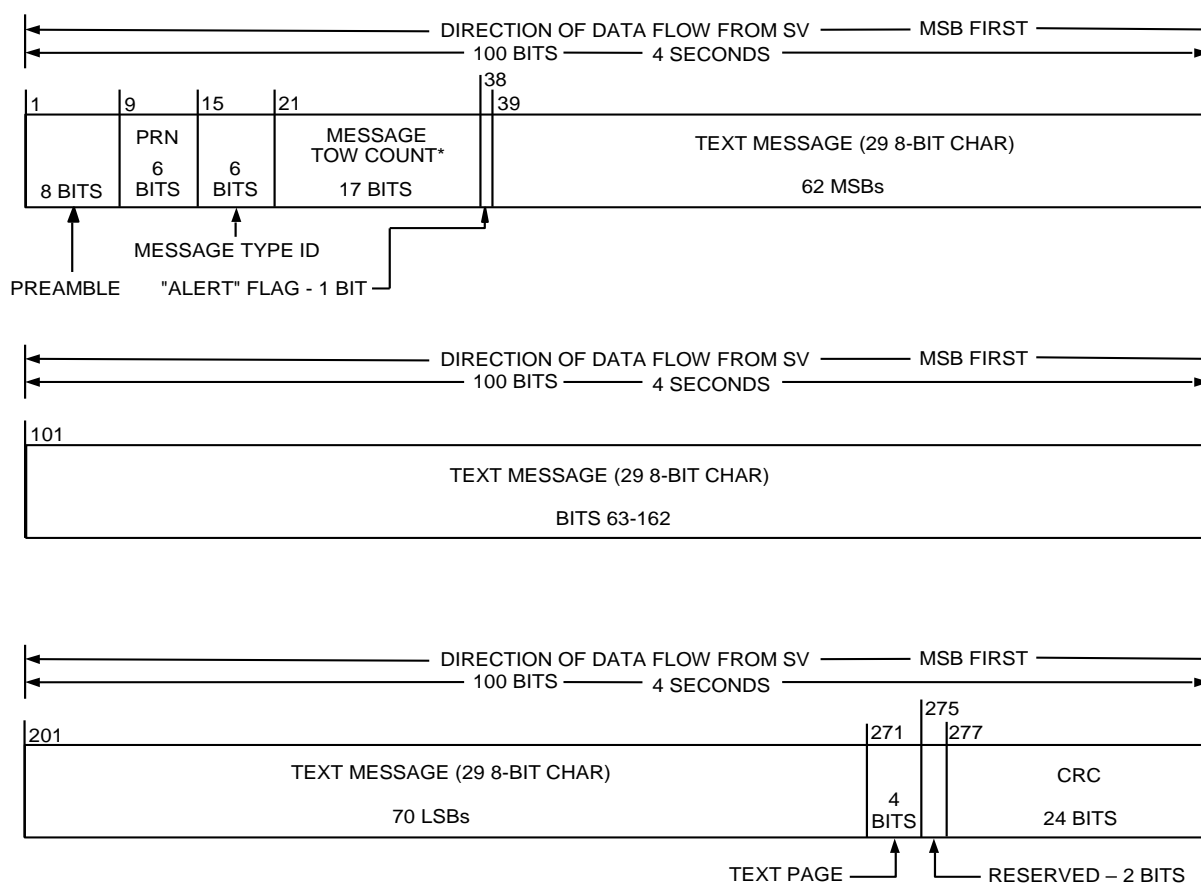 DIRECTION OF DATA FLOW FROM SV MSB FIRST
100 BITS 4 SECONDS
1 9 15 21 38 39
8 BITS
PRN
6
BITS
6
BITS
MESSAGE
TOW COUNT*
17 BITS
TEXT MESSAGE (29 8-BIT CHAR)
62 MSBs
MESSAGE TYPE ID
PREAMBLE
"ALERT" FLAG - 1 BIT
DIRECTION OF DATA FLOW FROM SV MSB FIRST
100 BITS 4 SECONDS
101
TEXT MESSAGE (29 8-BIT CHAR)
BITS 63-162
DIRECTION OF DATA FLOW FROM SV MSB FIRST
100 BITS 4 SECONDS
201 271 275 277
TEXT MESSAGE (29 8-BIT CHAR)
70 LSBs
4
BITS
CRC
24 BITS
TEXT PAGE
RESERVED – 2 BITS